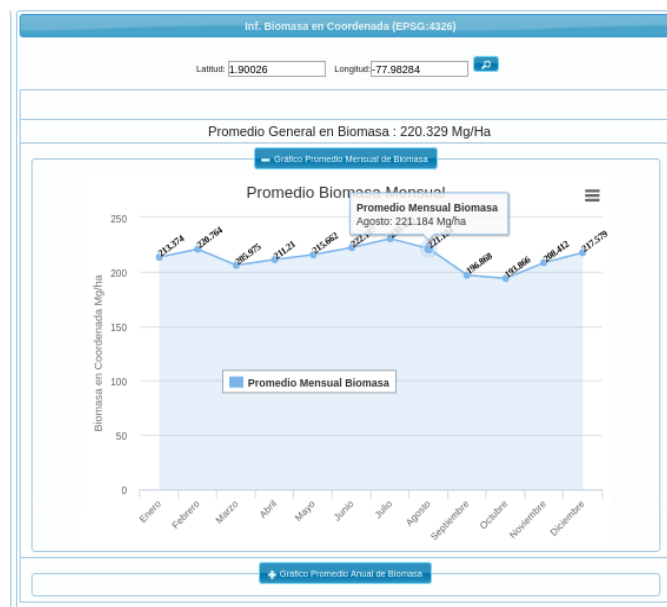 Inf. Biomasa en Coordenada (EPSG:4326)
Latitud: 1.90026 Longitud: -77.98284
Promedio General en Biomasa : 220.329 Mg/Ha
Gráfico Promedio Mensual de Biomasa
Promedio Biomasa Mensual
Promedio Mensual Biomasa
Agosto: 221.184 Mg/ha
Biomasa en Coordenada Mg/ha
250
200
150
100
50
0
213.374
220.764
205.975
211.21
215.662
196.868
193.866
208.412
217.579
Promedio Mensual Biomasa
Enero
Febrero
Marzo
Abril
Mayo
Junio
Julio
Agosto
Septiembre
Octubre
Noviembre
Diciembre
Gráfico Promedio Anual de Biomasa